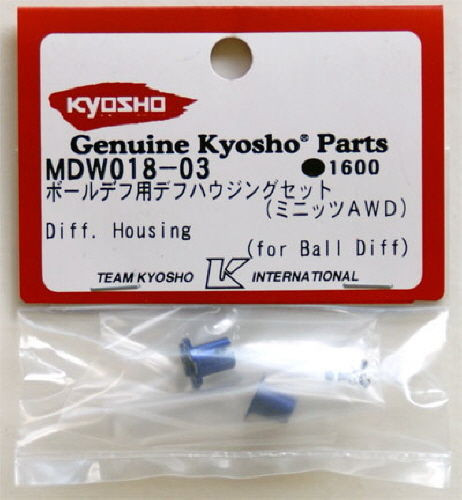 KYOSHO
Genuine Kyosho® Parts
MDW018-03 ●1600
ボールデフ用デフハウジングセット
(ミニッツAWD)
Diff. Housing
(for Ball Diff)
TEAM KYOSHO K INTERNATIONAL